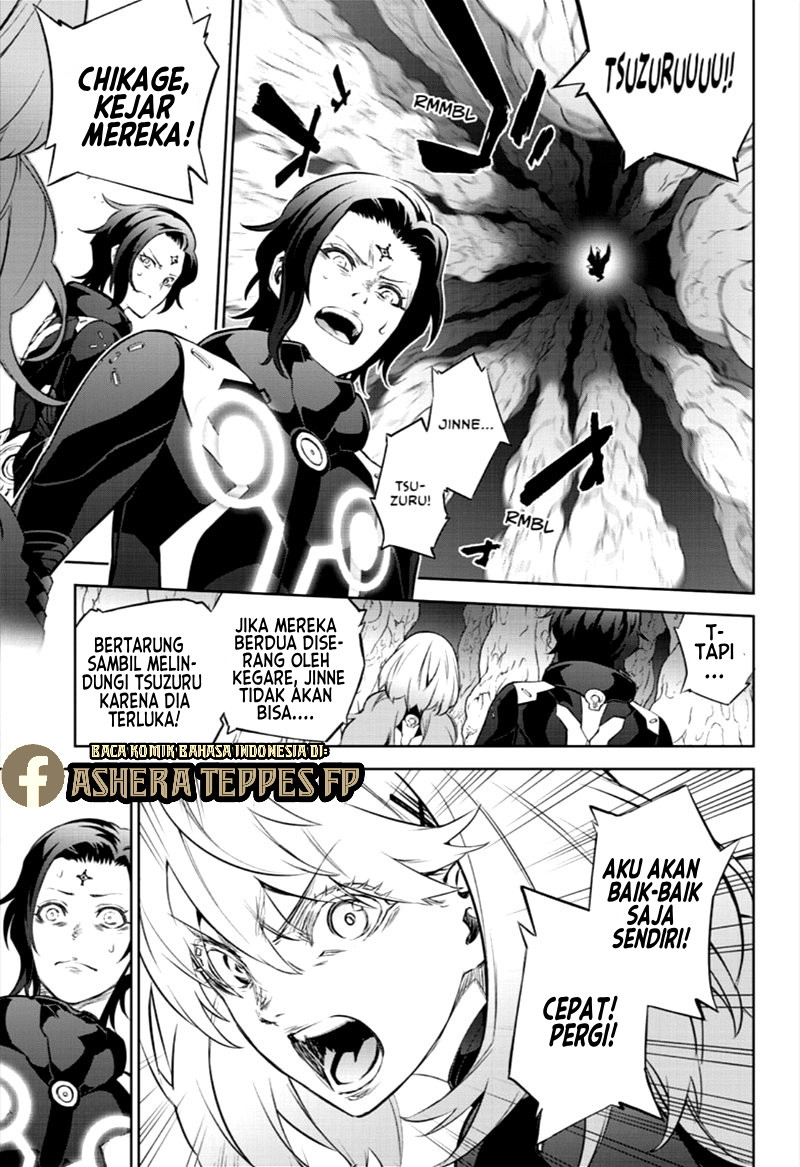 TSUZURUUUU!!
RMMBL
CHIKAGE,
KEJAR
MEREKA!
JINNE...
TSU-
ZURU!
RMBL
T-
TAPI
...
JIKA MEREKA
BERDUA DISE-
RANG OLEH
KEGARE, JINNE
TIDAK AKAN
BISA....
BERTARUNG
SAMBIL MELIN-
DUNGI TSUZURU
KARENA DIA
TERLUKA!
BACA KOMIK BAHASA INDONESIA DI:
f ASHERA TEPPES FP
AKU AKAN
BAIK-BAIK
SAJA
SENDIRI!
CEPAT!
PERGI!